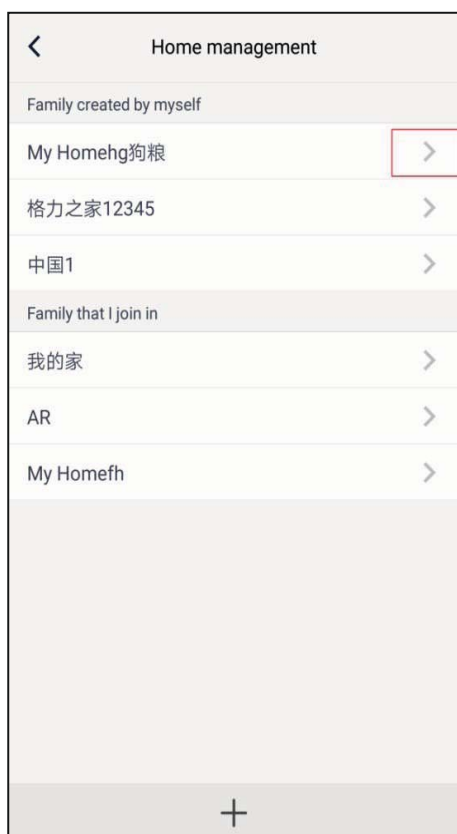 Home management
Family created by myself
My Homehg狗粮
格力之家12345
中国1
Family that I join in
我的家
AR
My Homefh